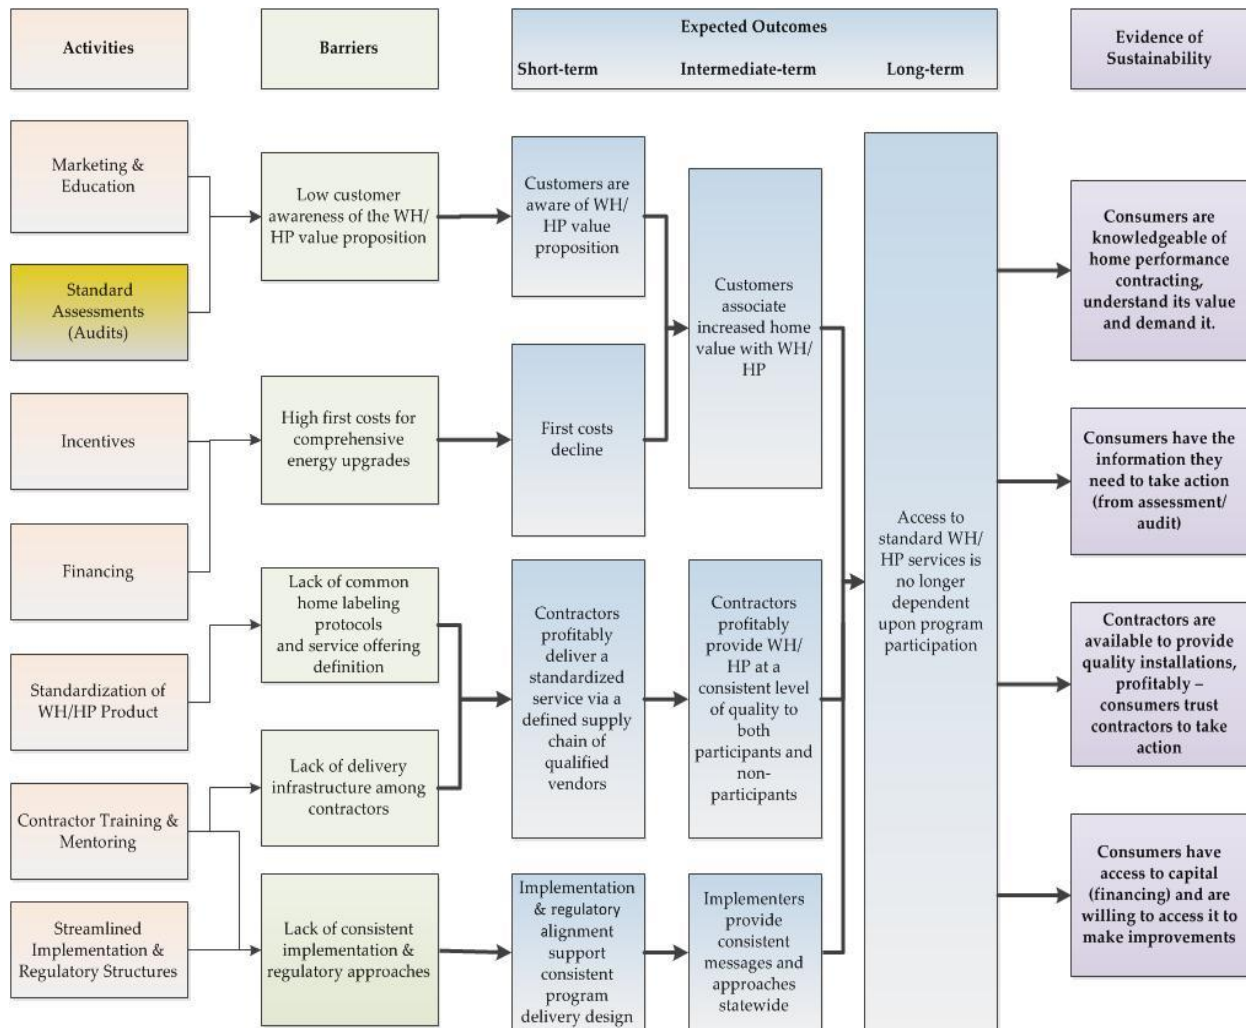 Activities
Barriers
Expected Outcomes
Short-term
Intermediate-term
Long-term
Evidence of
Sustainability
Marketing &
Education
Standard
Assessments
(Audits)
Incentives
Financing
Standardization of
WH/HP Product
Contractor Training &
Mentoring
Streamlined
Implementation &
Regulatory Structures
Low customer
awareness of the WH/
HP value proposition
High first costs for
comprehensive
energy upgrades
Lack of common
home labeling
protocols
and service offering
definition
Lack of delivery
infrastructure among
contractors
Lack of consistent
implementation &
regulatory approaches
Customers are
aware of WH/
HP value
proposition
First costs
decline
Contractors
profitably
deliver a
standardized
service via a
defined supply
chain of
qualified
vendors
Implementation
& regulatory
alignment
support
consistent
program
delivery design
Customers
associate
increased home
value with WH/
HP
Contractors
profitably
provide WH/
HP at a
consistent level
of quality to
both
participants and
non-
participants
Implementers
provide
consistent
messages and
approaches
statewide
Access to
standard WH/
HP services is
no longer
dependent
upon program
participation
Consumers are
knowledgeable of
home performance
contracting,
understand its value
and demand it.
Consumers have the
information they
need to take action
(from assessment/
audit)
Contractors are
available to provide
quality installations,
profitably –
consumers trust
contractors to take
action
Consumers have
access to capital
(financing) and are
willing to access it to
make improvements